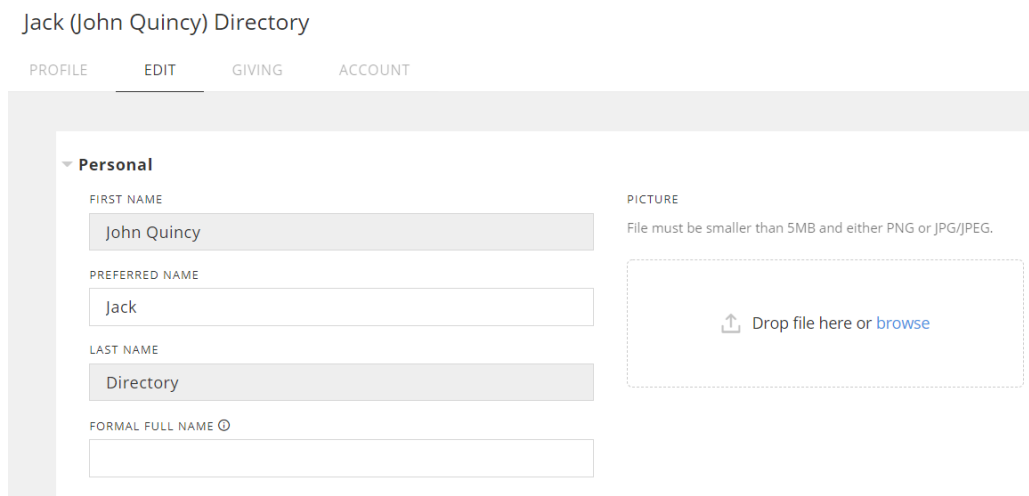 Jack (John Quincy) Directory
PROFILE EDIT GIVING ACCOUNT
Personal
FIRST NAME
John Quincy
PREFERRED NAME
Jack
LAST NAME
Directory
FORMAL FULL NAME
PICTURE
File must be smaller than 5MB and either PNG or JPG/JPEG.
Drop file here or browse